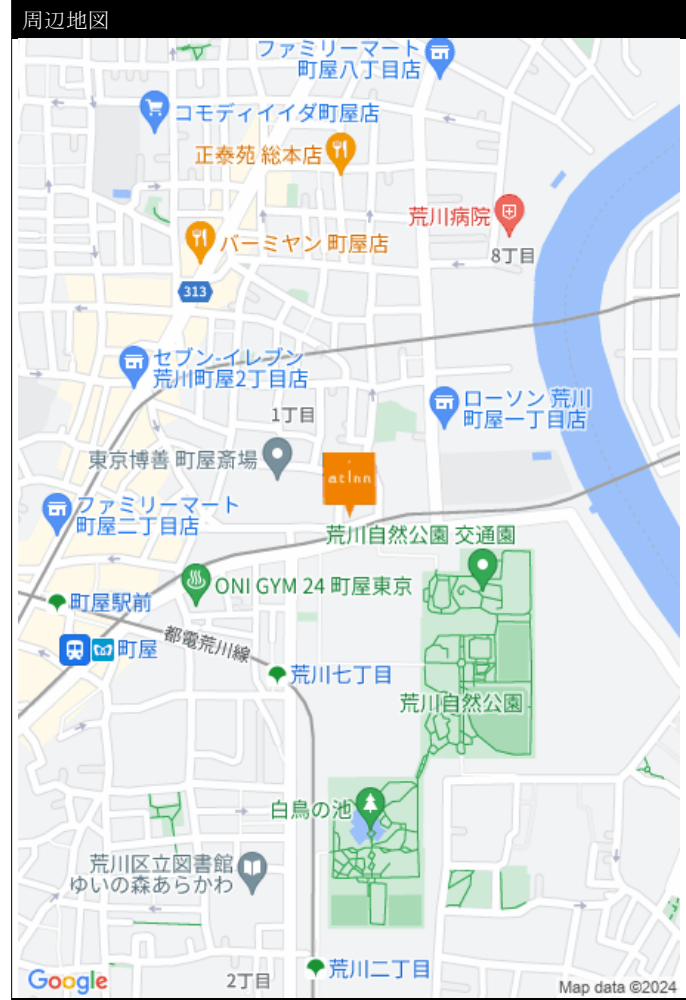 周辺地図
ファミリーマート
町屋八丁目店
コモディイイダ町屋店
正泰苑 総本店
荒川病院
バーミヤン 町屋店
8丁目
313
セブン-イレブン
荒川町屋2丁目店
ローソン 荒川
町屋一丁目店
1丁目
東京博善 町屋斎場
at inn
ファミリーマート
町屋二丁目店
荒川自然公園 交通園
ONI GYM 24 町屋東京
町屋駅前
都電荒川線
町屋
荒川七丁目
荒川自然公園
白鳥の池
荒川区立図書館
ゆいの森あらかわ
荒川二丁目
2丁目
Google
Map data ©2024